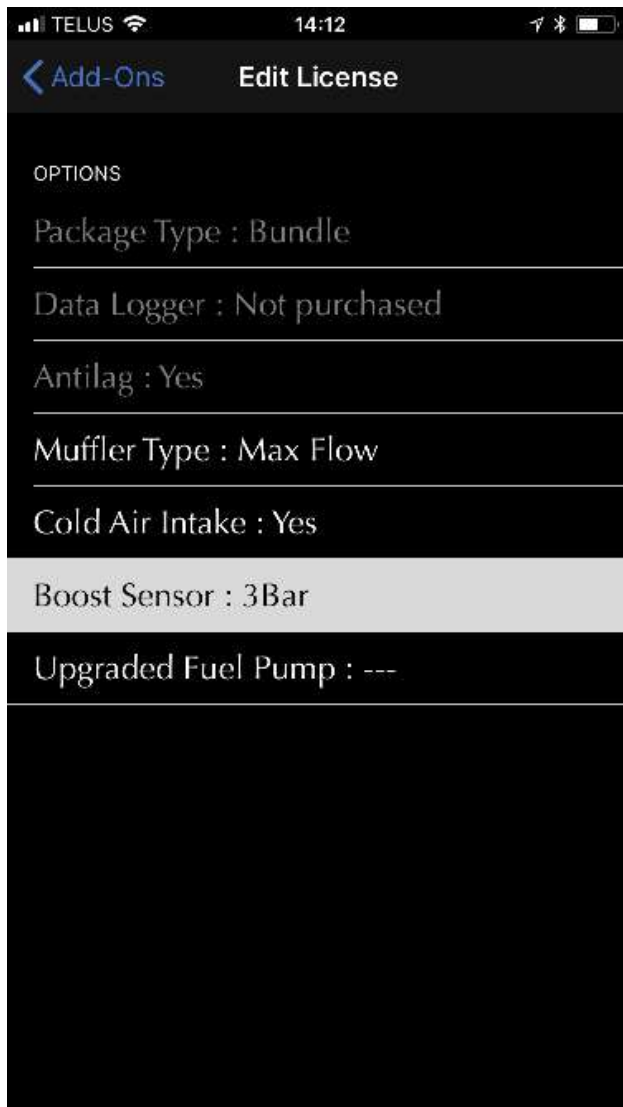 TELUS 14:12
Add-Ons Edit License
OPTIONS
Package Type : Bundle
Data Logger : Not purchased
Antilag : Yes
Muffler Type : Max Flow
Cold Air Intake : Yes
Boost Sensor : 3Bar
Upgraded Fuel Pump : ---